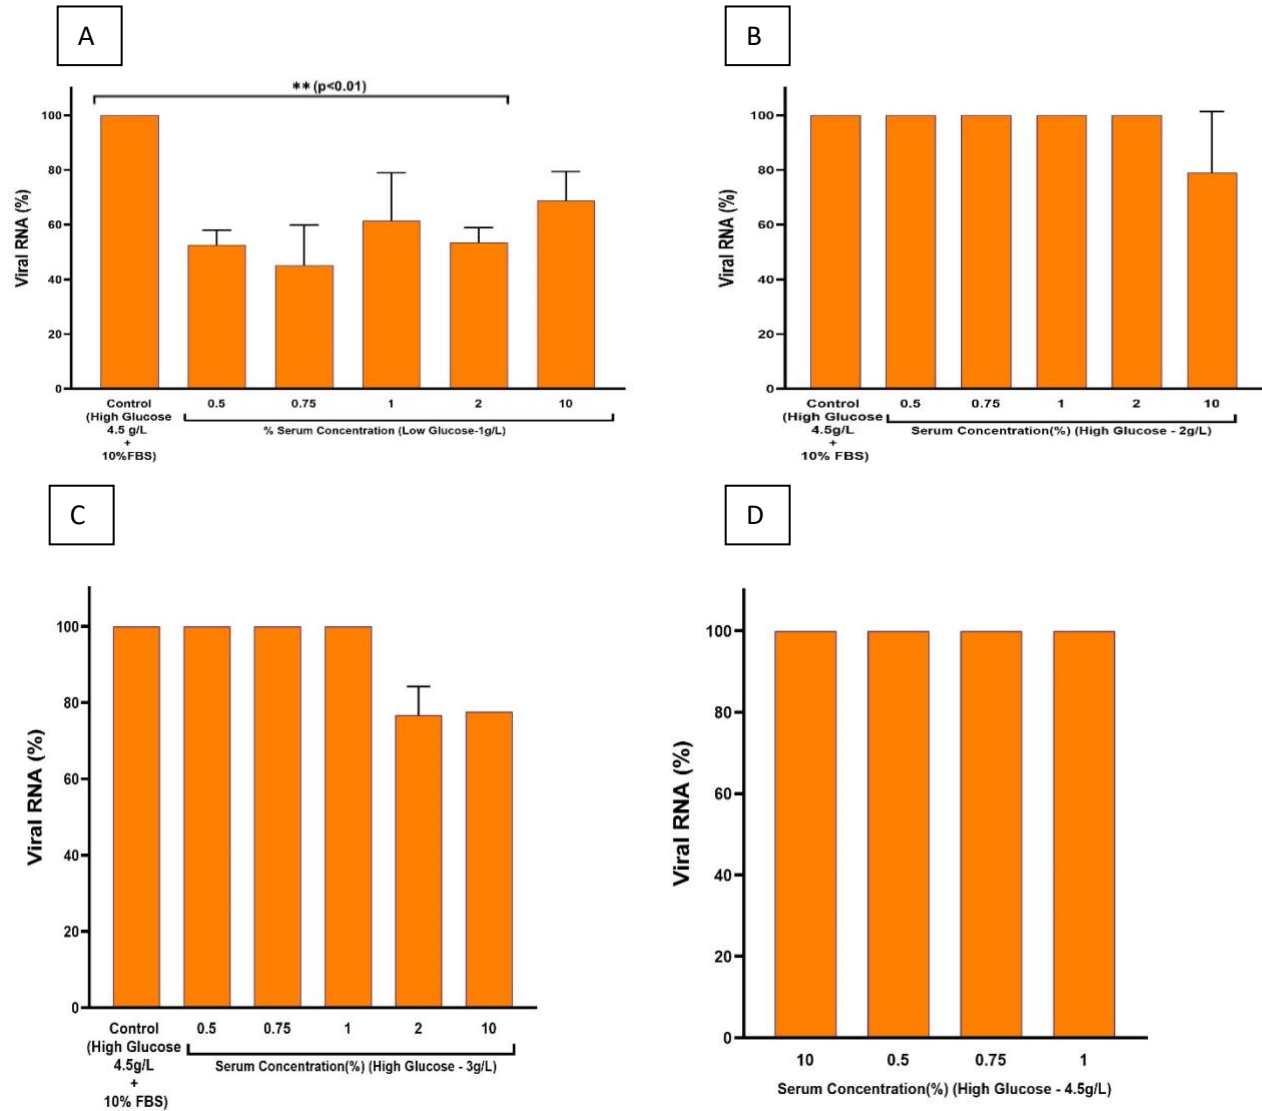 A
** (p<0.01)
Viral RNA (%)
100
80
60
40
20
0
Control
(High Glucose
4.5 g/L
+
10%FBS)
0.5 0.75 1 2 10
% Serum Concentration (Low Glucose-1g/L)
B
Viral RNA (%)
100
80
60
40
20
0
Control
(High Glucose
4.5g/L
+
10% FBS)
0.5 0.75 1 2 10
Serum Concentration(%) (High Glucose - 2g/L)
C
Viral RNA (%)
100
80
60
40
20
0
Control
(High Glucose
4.5g/L
+
10% FBS)
0.5 0.75 1 2 10
Serum Concentration(%) (High Glucose - 3g/L)
D
Viral RNA (%)
100
80
60
40
20
0
10 0.5 0.75 1
Serum Concentration(%) (High Glucose - 4.5g/L)